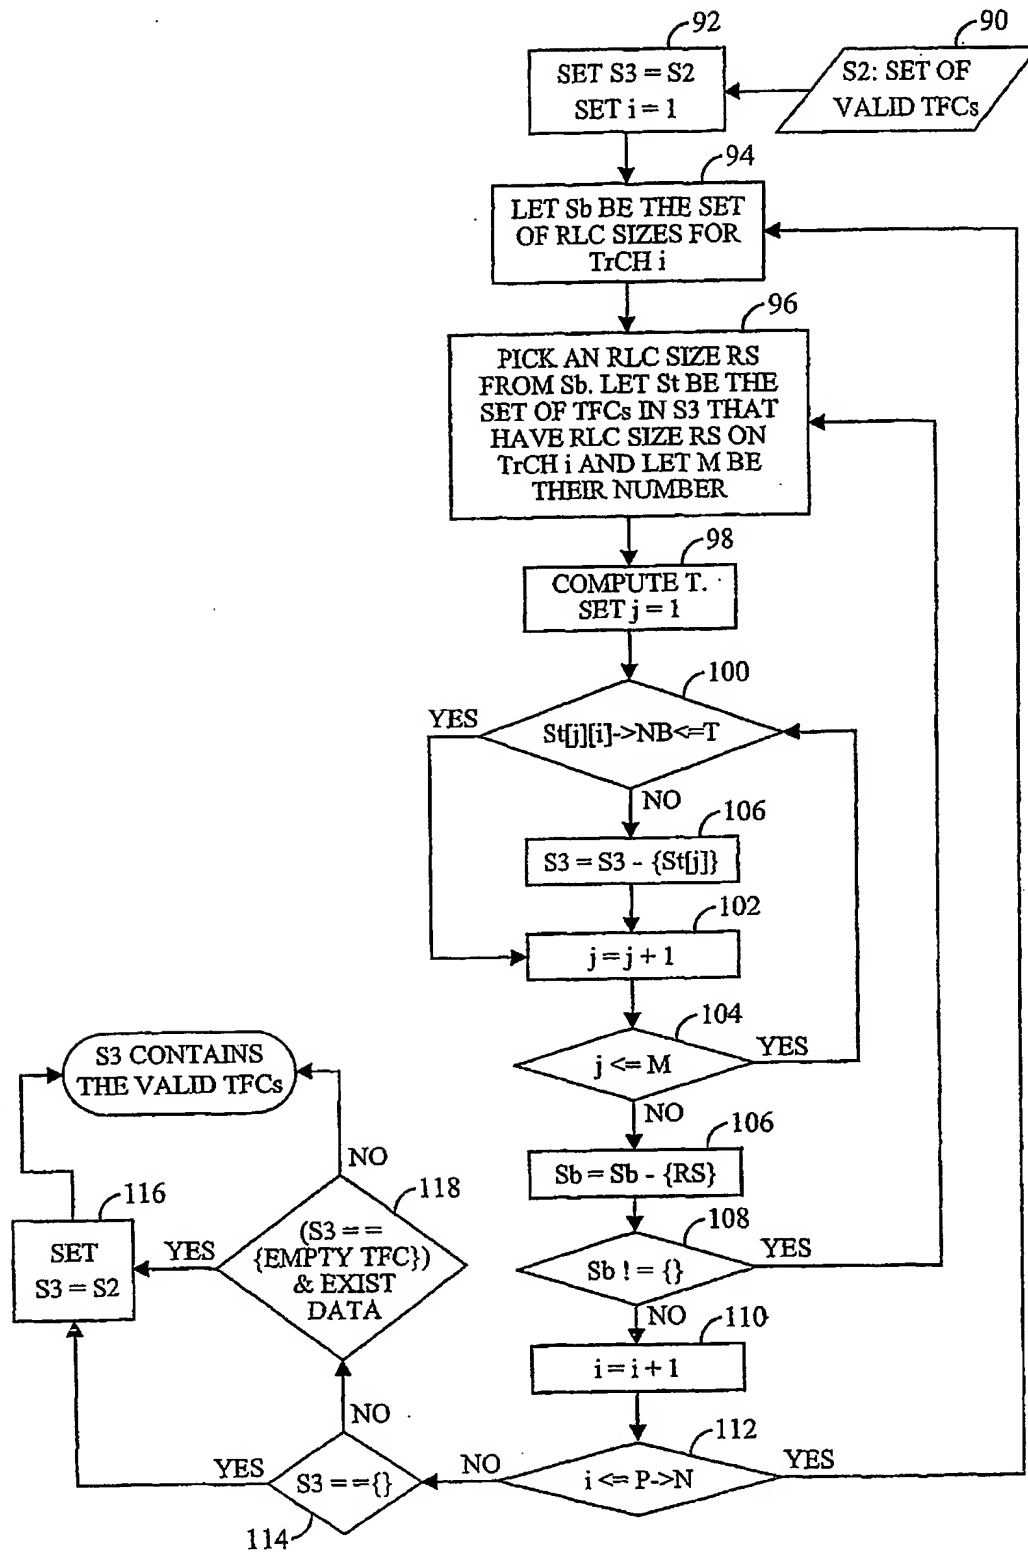 92
SET S3 = S2
SET i = 1
90
S2: SET OF
VALID TFCs
94
LET Sb BE THE SET
OF RLC SIZES FOR
TrCH i
96
PICK AN RLC SIZE RS
FROM Sb. LET St BE THE
SET OF TFCs IN S3 THAT
HAVE RLC SIZE RS ON
TrCH i AND LET M BE
THEIR NUMBER
98
COMPUTE T.
SET j = 1
100
YES
St[j][i]->NB<=T
NO
106
S3 = S3 - {St[j]}
102
j = j + 1
104
j <= M
YES
NO
106
Sb = Sb - {RS}
108
Sb ! = {}
YES
NO
110
i = i + 1
112
i <= P->N
YES
NO
114
S3 = = {}
YES
NO
118
(S3 = =
{EMPTY TFC})
& EXIST
DATA
YES
NO
116
SET
S3 = S2
S3 CONTAINS
THE VALID TFCs